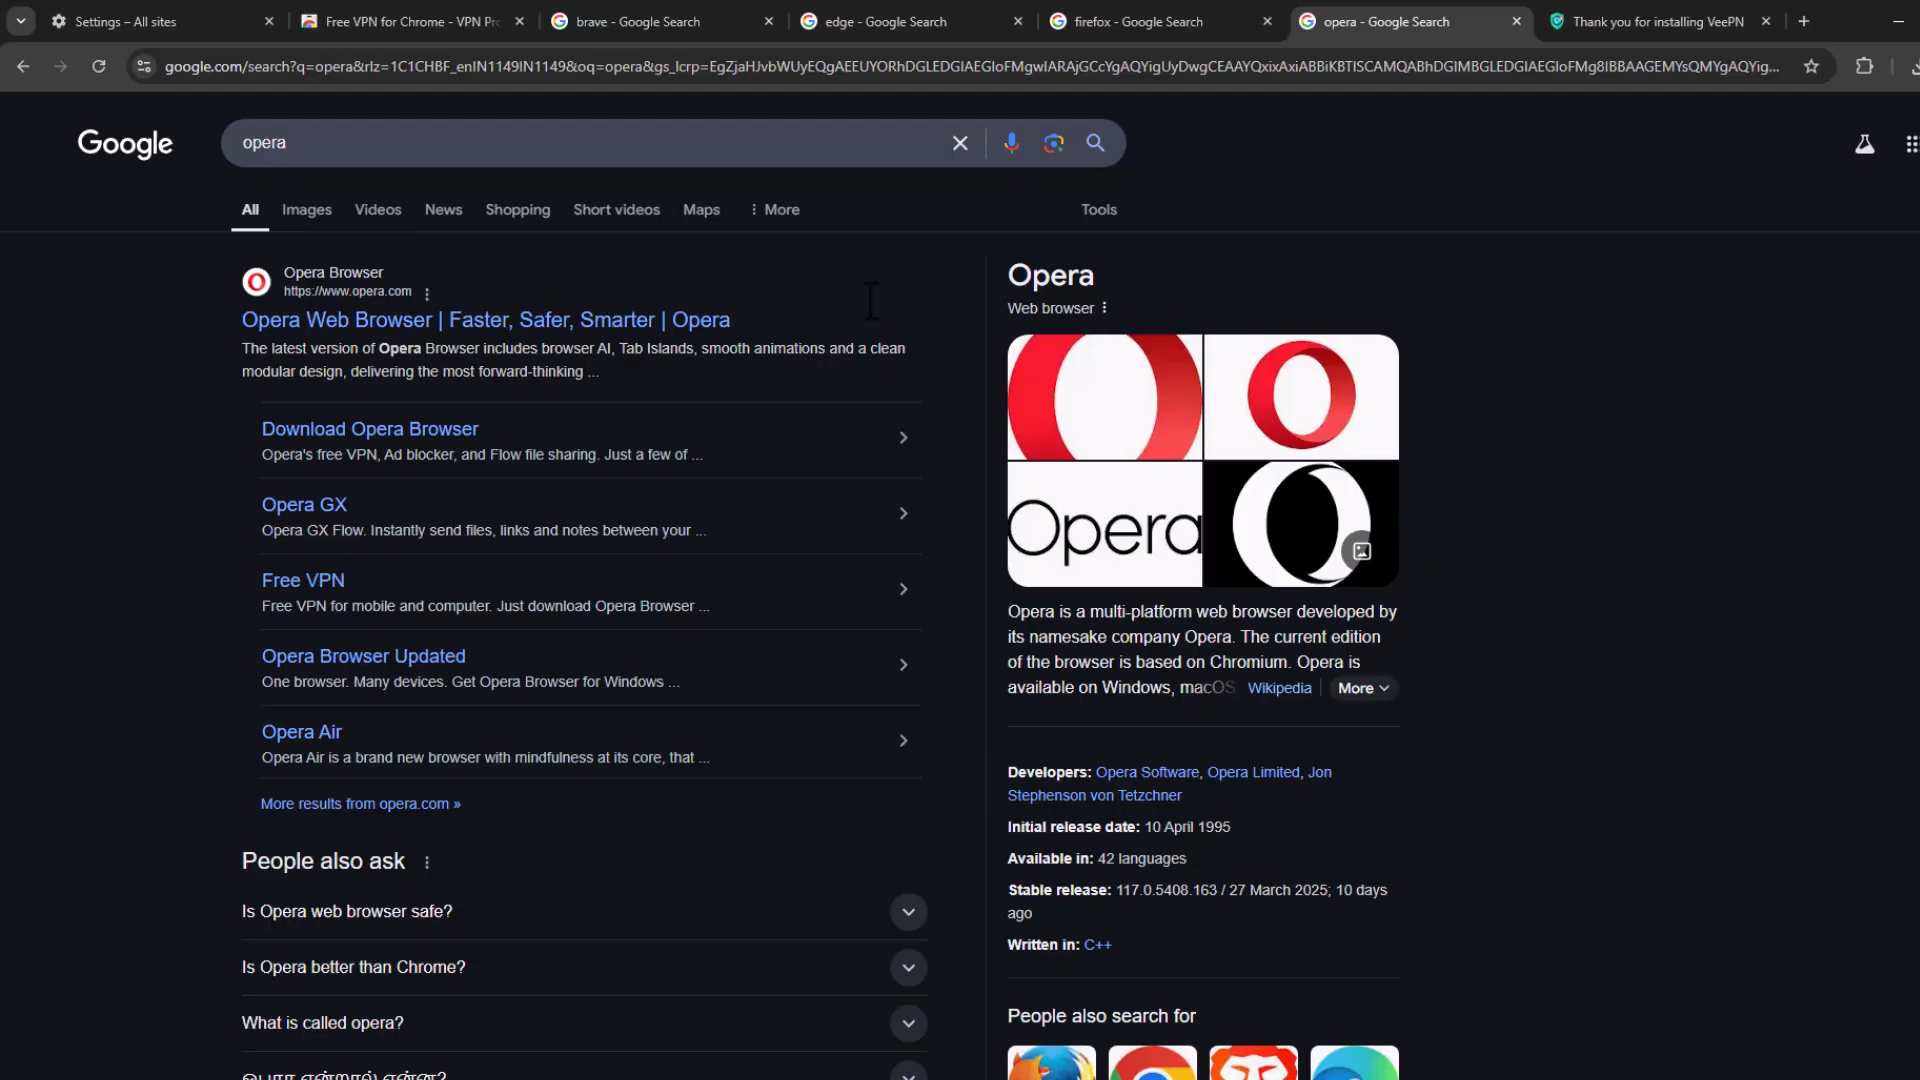 Settings – All sites
Free VPN for Chrome - VPN Pro
brave - Google Search
edge - Google Search
firefox - Google Search
opera - Google Search
Thank you for installing VeePN
google.com/search?q=opera&rlz=1C1CHBF_enIN1149IN1149&oq=opera&gs_lcrp=
Google
opera
All
Images
Videos
News
Shopping
Short videos
Maps
More
Tools
Opera Browser
https://www.opera.com
Opera Web Browser | Faster, Safer, Smarter | Opera
The latest version of Opera Browser includes browser AI, Tab Islands, smooth animations and a clean
modular design, delivering the most forward-thinking ...
Download Opera Browser
Opera's free VPN, Ad blocker, and Flow file sharing. Just a few of ...
Opera GX
Opera GX Flow. Instantly send files, links and notes between your ...
Free VPN
Free VPN for mobile and computer. Just download Opera Browser ...
Opera Browser Updated
One browser. Many devices. Get Opera Browser for Windows ...
Opera Air
Opera Air is a brand new browser with mindfulness at its core, that ...
More results from opera.com »
People also ask
Is Opera web browser safe?
Is Opera better than Chrome?
What is called opera?
ஓபரா என்றால் என்ன?
Opera
Web browser
Opera
Opera is a multi-platform web browser developed by
its namesake company Opera. The current edition
of the browser is based on Chromium. Opera is
available on Windows, macOS Wikipedia More
Developers: Opera Software, Opera Limited, Jon
Stephenson von Tetzchner
Initial release date: 10 April 1995
Available in: 42 languages
Stable release: 117.0.5408.163 / 27 March 2025; 10 days
ago
Written in: C++
People also search for